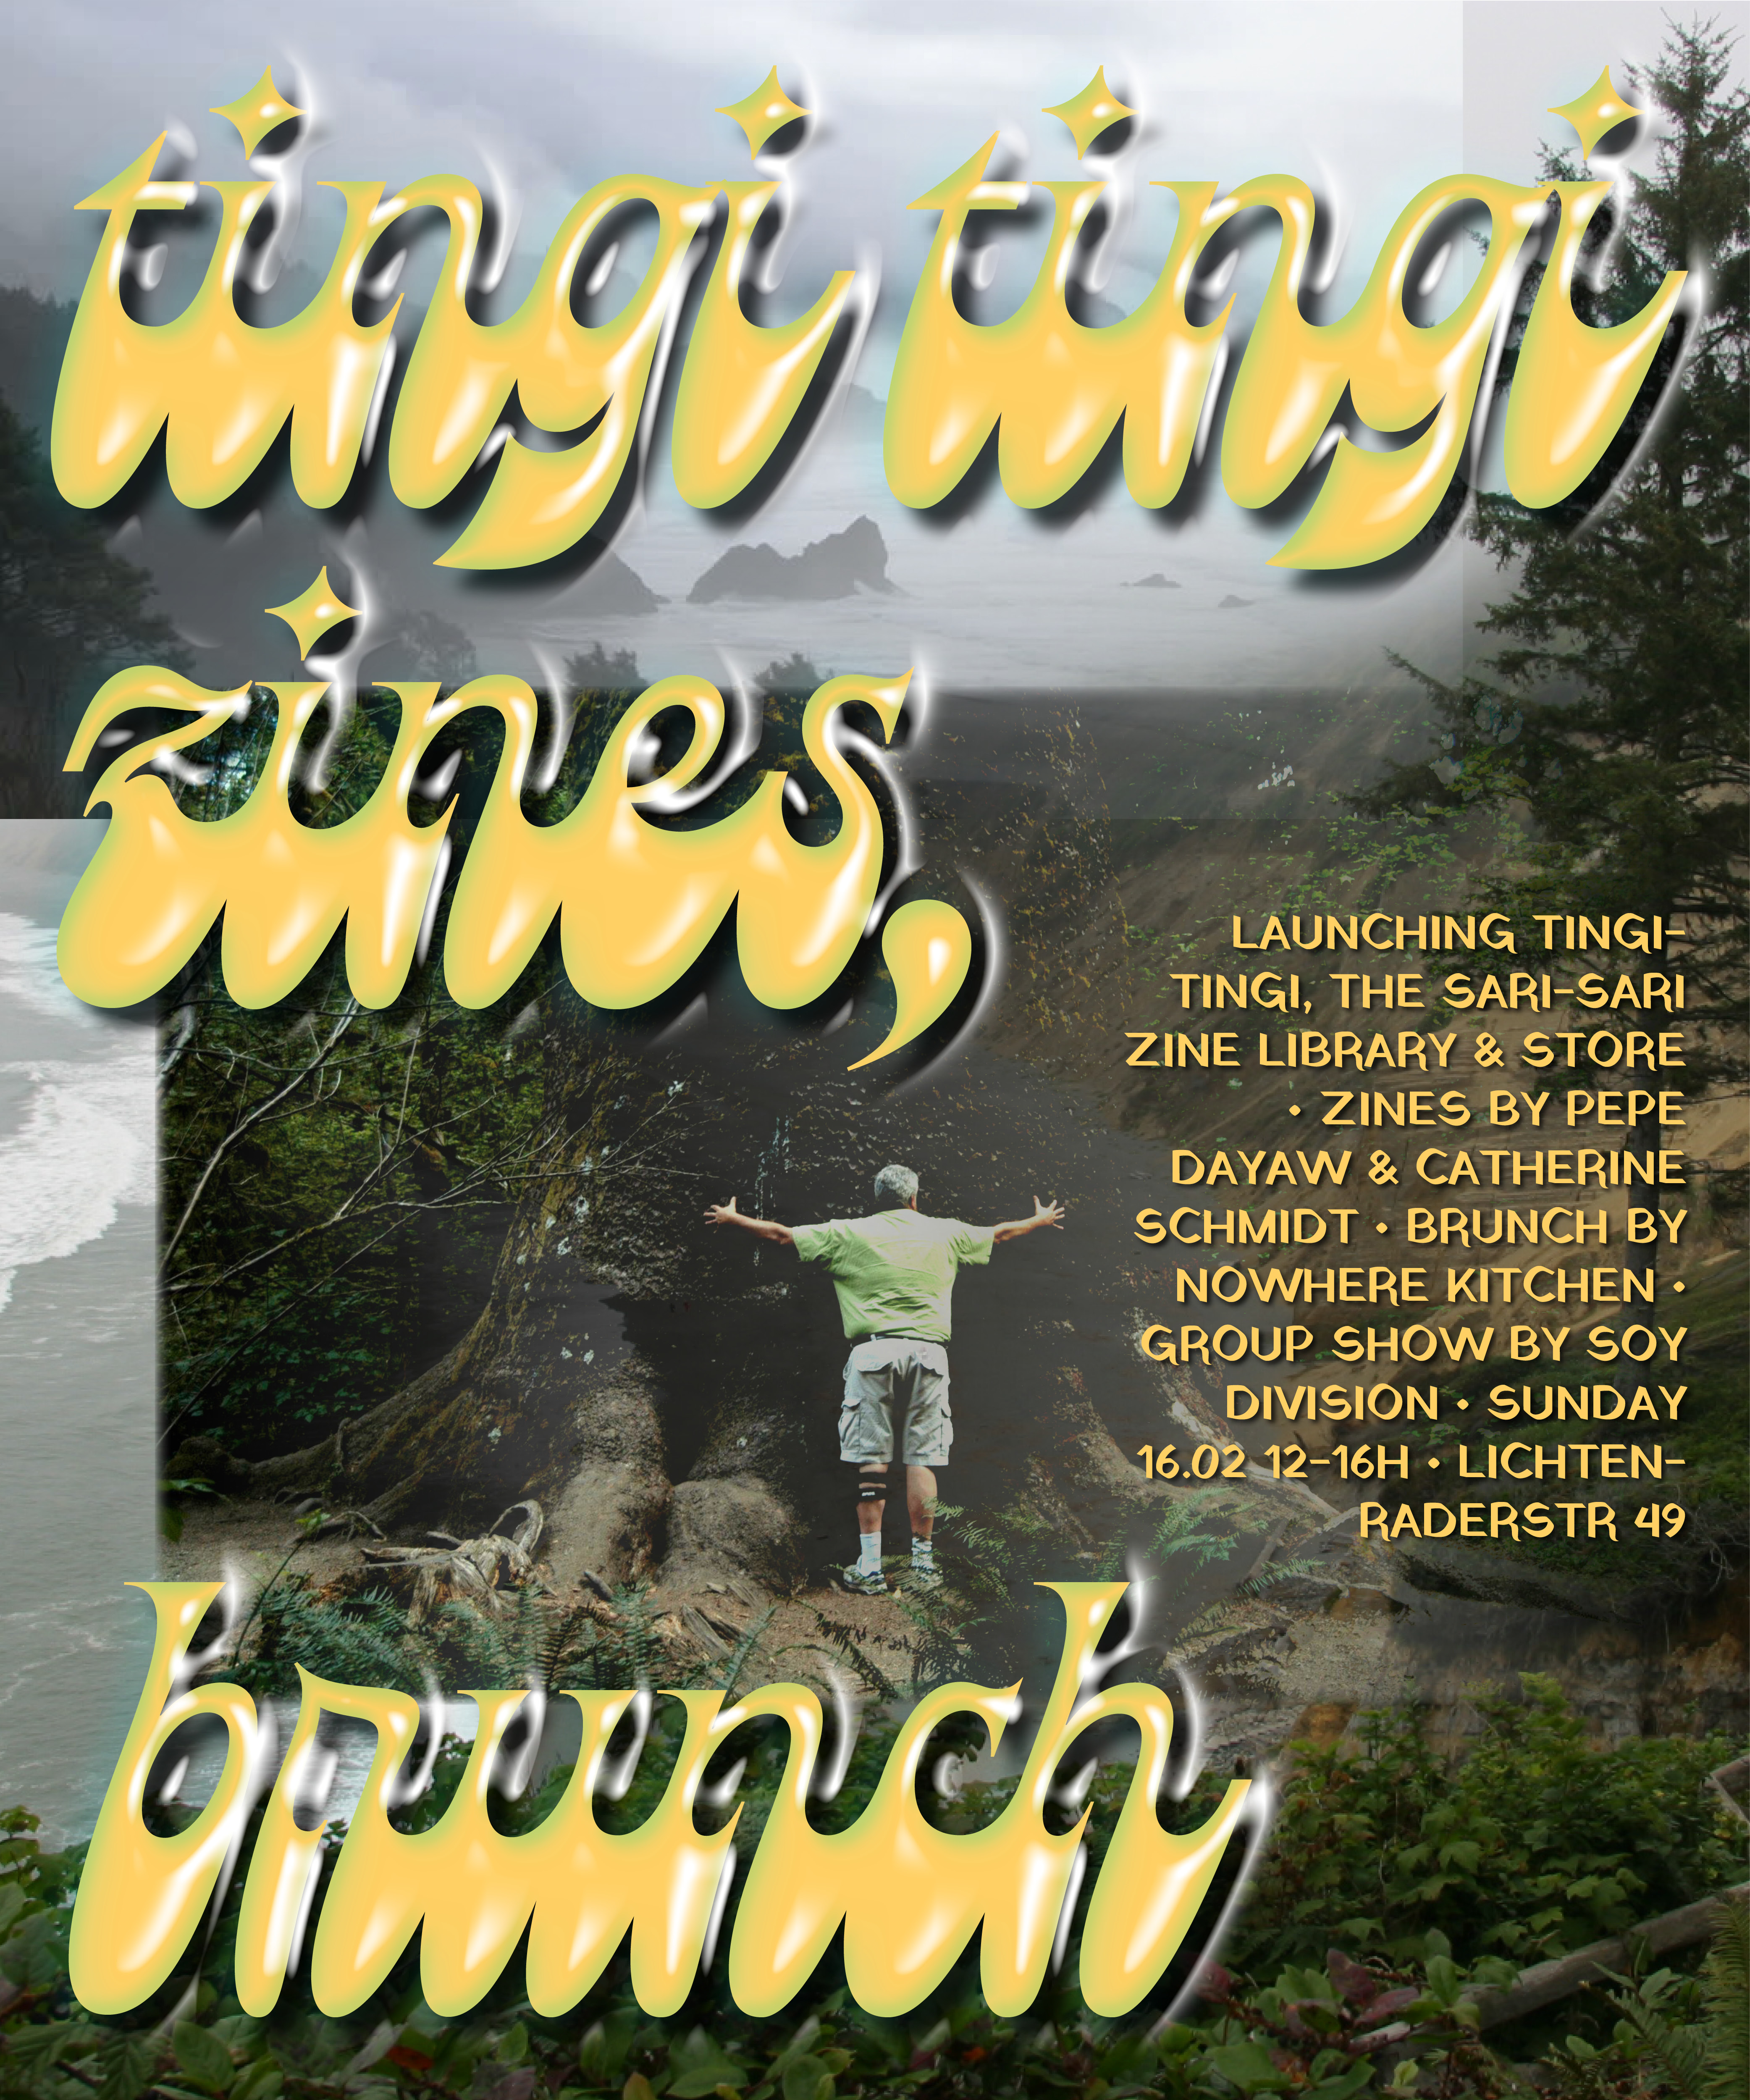 tingi tingi
zines,
LAUNCHING TINGI-
TINGI, THE SARI-SARI
ZINE LIBRARY & STORE
• ZINES BY PEPE
DAYAW & CATHERINE
SCHMIDT • BRUNCH BY
NOWHERE KITCHEN •
GROUP SHOW BY SOY
DIVISION • SUNDAY
16.02 12-16H • LICHTEN-
RADERSTR 49
brunch